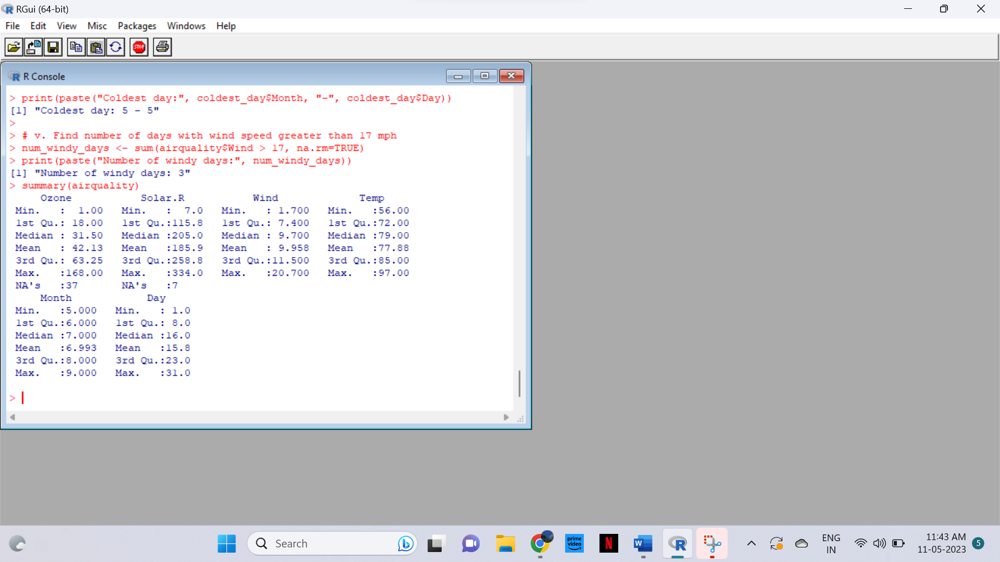 RGui (64-bit)
File Edit View Misc Packages Windows Help
STOP
R Console
> print(paste("Coldest day:", coldest_day$Month, "-", coldest_day$Day))
[1] "Coldest day: 5 - 5"
>
> # v. Find number of days with wind speed greater than 17 mph
> num_windy_days <- sum(airquality$Wind > 17, na.rm=TRUE)
> print(paste("Number of windy days:", num_windy_days))
[1] "Number of windy days: 3"
> summary(airquality)
Ozone Solar.R Wind Temp
Min. : 1.00 Min. : 7.0 Min. : 1.700 Min. :56.00
1st Qu.: 18.00 1st Qu.:115.8 1st Qu.: 7.400 1st Qu.:72.00
Median : 31.50 Median :205.0 Median : 9.700 Median :79.00
Mean : 42.13 Mean :185.9 Mean : 9.958 Mean :77.88
3rd Qu.: 63.25 3rd Qu.:258.8 3rd Qu.:11.500 3rd Qu.:85.00
Max. :168.00 Max. :334.0 Max. :20.700 Max. :97.00
NA's :37 NA's :7
Month Day
Min. :5.000 Min. : 1.0
1st Qu.:6.000 1st Qu.: 8.0
Median :7.000 Median :16.0
Mean :6.993 Mean :15.8
3rd Qu.:8.000 3rd Qu.:23.0
Max. :9.000 Max. :31.0
>
Search
prime video
N
W
R
ENG
IN
11:43 AM
11-05-2023
5